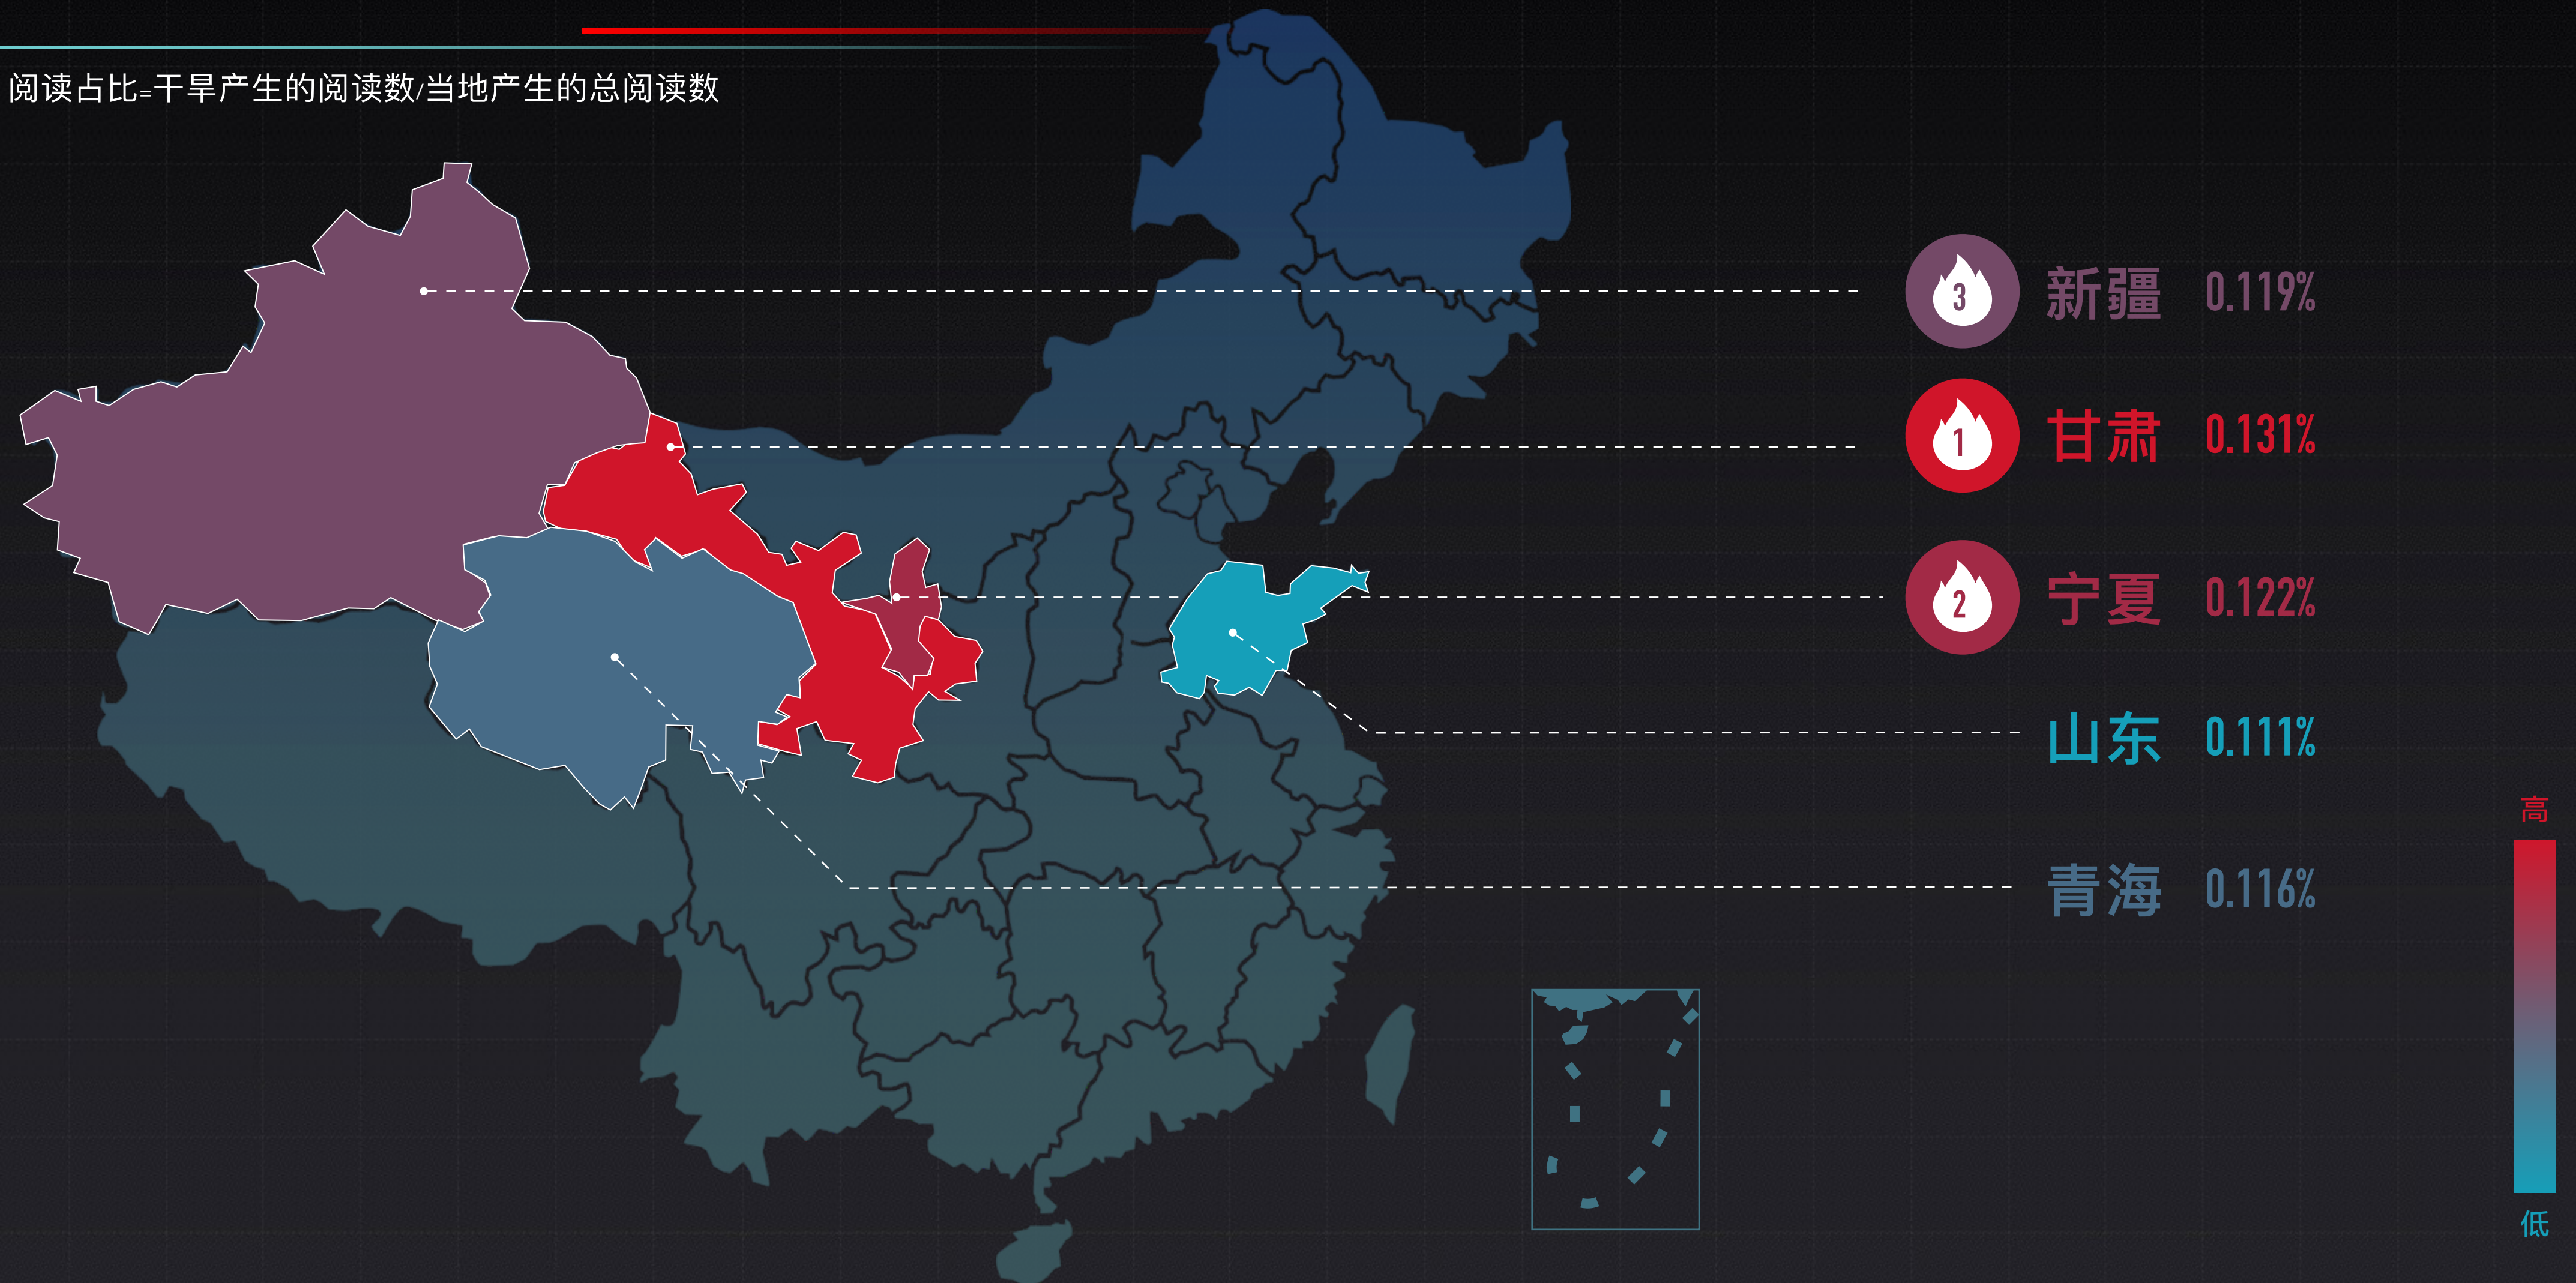 阅读占比=干旱产生的阅读数/当地产生的总阅读数
3 新疆 0.119%
1 甘肃 0.131%
2 宁夏 0.122%
山东 0.111%
高
青海 0.116%
低